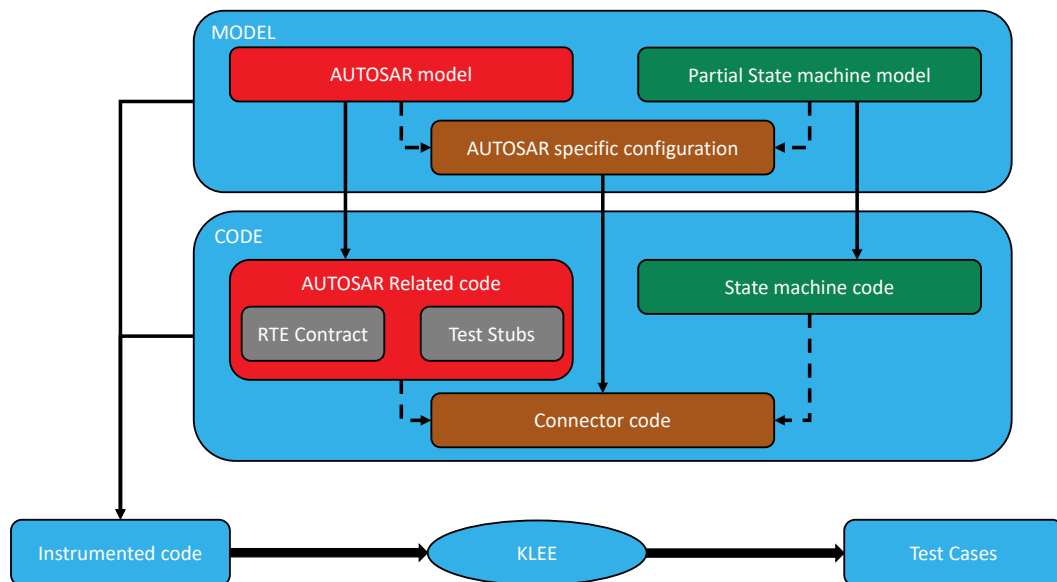 MODEL
AUTOSAR model
Partial State machine model
AUTOSAR specific configuration
CODE
AUTOSAR Related code
State machine code
RTE Contract
Test Stubs
Connector code
Instrumented code
KLEE
Test Cases